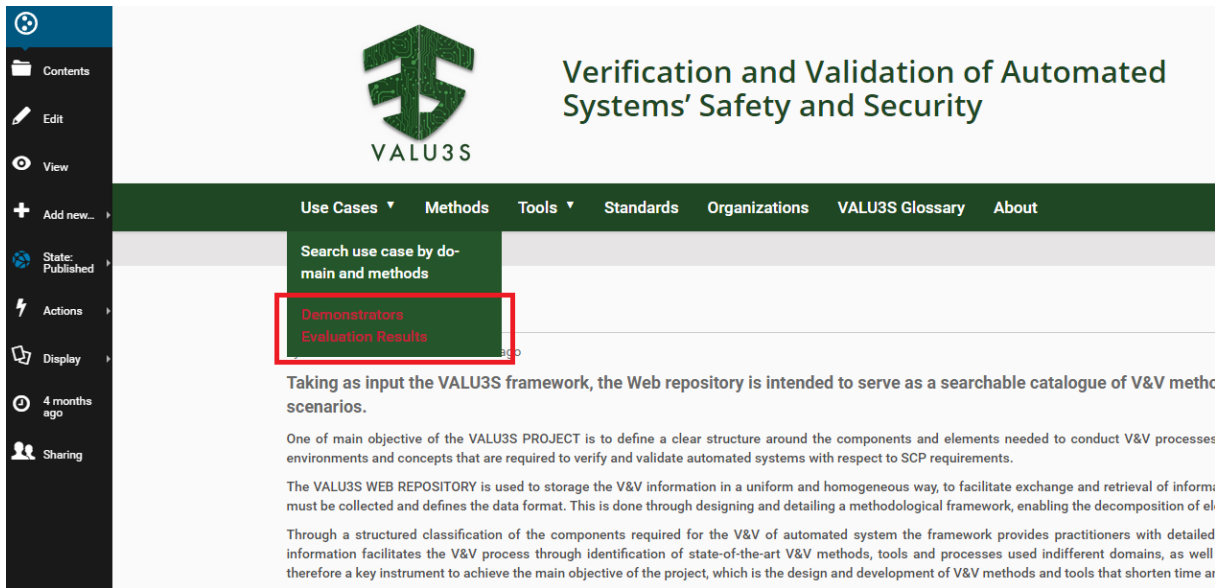 Contents
Edit
View
Add new...
State:
Published
Actions
Display
4 months
ago
Sharing
VALU3S
Verification and Validation of Automated
Systems' Safety and Security
Use Cases ▼ Methods Tools ▼ Standards Organizations VALU3S Glossary About
Search use case by do-
main and methods
Demonstrators
Evaluation Results
ago
Taking as input the VALU3S framework, the Web repository is intended to serve as a searchable catalogue of V&V
scenarios.
One of main objective of the VALU3S PROJECT is to define a clear structure around the components and elements needed to conduct V&V processes
environments and concepts that are required to verify and validate automated systems with respect to SCP requirements.
The VALU3S WEB REPOSITORY is used to storage the V&V information in a uniform and homogeneous way, to facilitate exchange and retrieval of
must be collected and defines the data format. This is done through designing and detailing a methodological framework, enabling the decomposition of
Through a structured classification of the components required for the V&V of automated system the framework provides practitioners with detailed
information facilitates the V&V process through identification of state-of-the-art V&V methods, tools and processes used indifferent domains, as well
therefore a key instrument to achieve the main objective of the project, which is the design and development of V&V methods and tools that shorten time